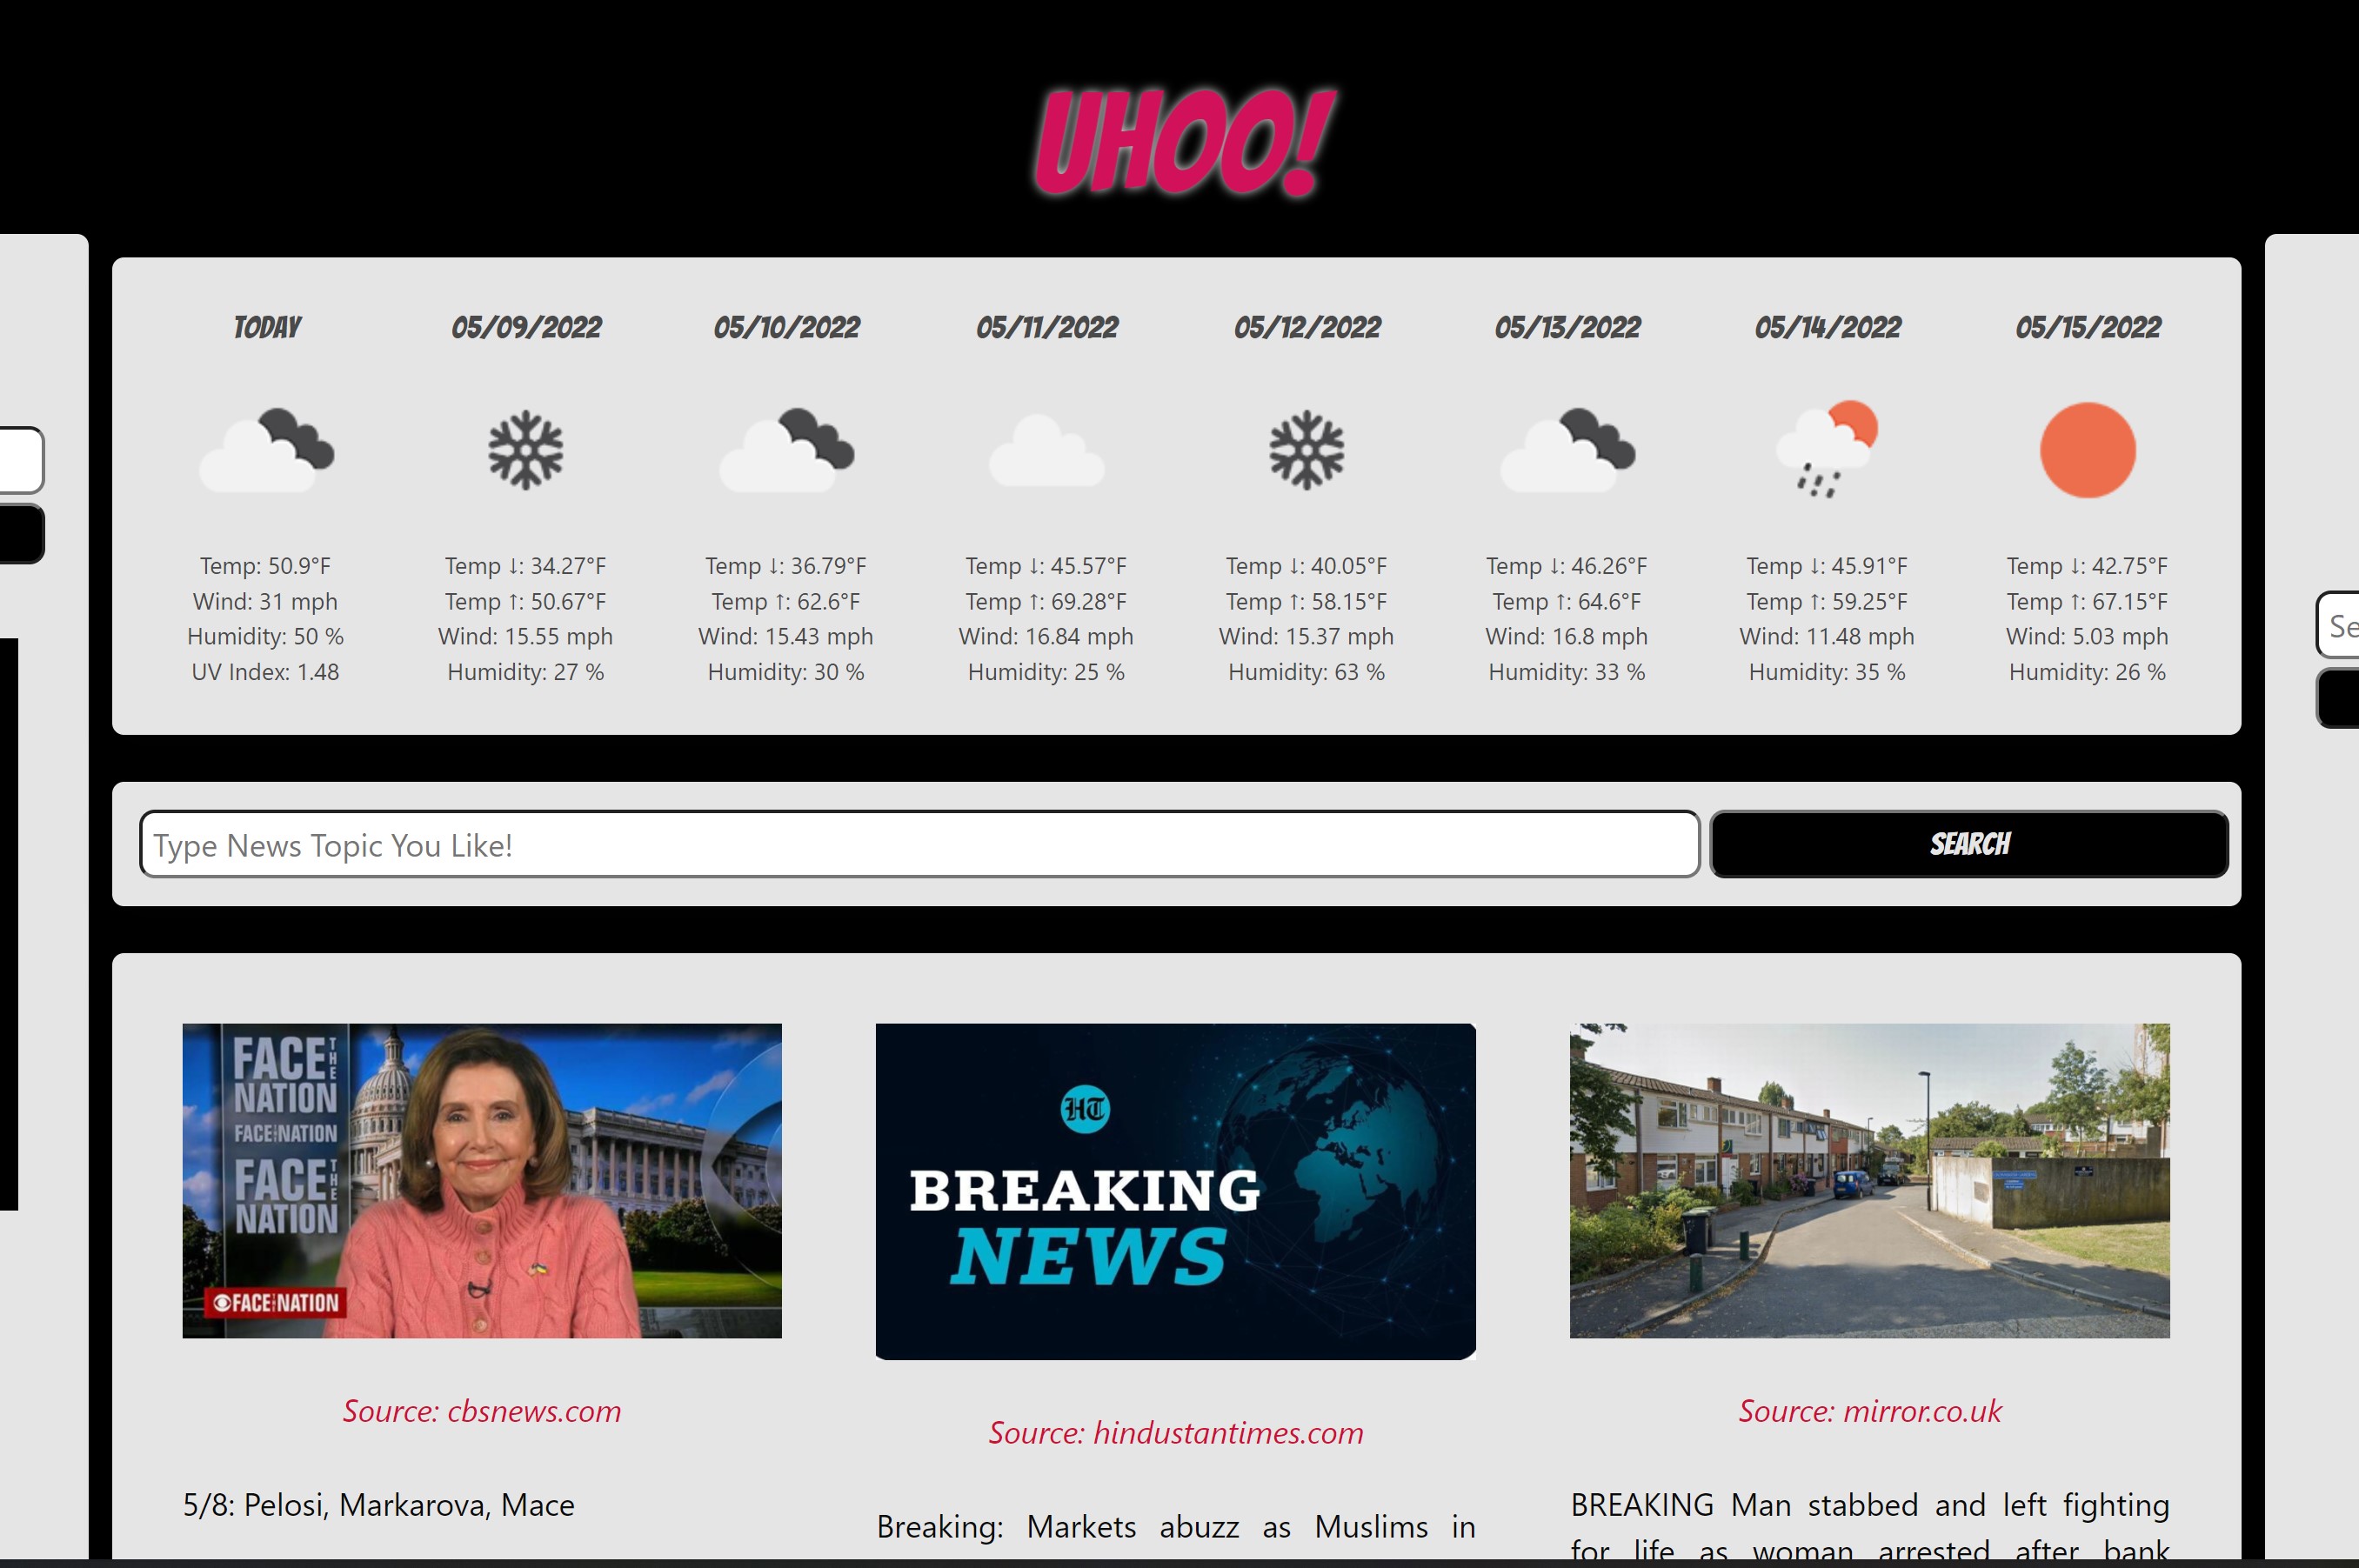 UHOO!
TODAY
05/09/2022
05/10/2022
05/11/2022
05/12/2022
05/13/2022
05/14/2022
05/15/2022
Temp: 50.9°F
Wind: 31 mph
Humidity: 50 %
UV Index: 1.48
Temp ↓: 34.27°F
Temp ↑: 50.67°F
Wind: 15.55 mph
Humidity: 27 %
Temp ↓: 36.79°F
Temp ↑: 62.6°F
Wind: 15.43 mph
Humidity: 30 %
Temp ↓: 45.57°F
Temp ↑: 69.28°F
Wind: 16.84 mph
Humidity: 25 %
Temp ↓: 40.05°F
Temp ↑: 58.15°F
Wind: 15.37 mph
Humidity: 63 %
Temp ↓: 46.26°F
Temp ↑: 64.6°F
Wind: 16.8 mph
Humidity: 33 %
Temp ↓: 45.91°F
Temp ↑: 59.25°F
Wind: 11.48 mph
Humidity: 35 %
Temp ↓: 42.75°F
Temp ↑: 67.15°F
Wind: 5.03 mph
Humidity: 26 %
Se
Type News Topic You Like!
SEARCH
FACE THE
NATION
FACE THE NATION
FACE THE
NATION
FACE THE NATION
Source: cbsnews.com
5/8: Pelosi, Markarova, Mace
HT
BREAKING
NEWS
Source: hindustantimes.com
Breaking: Markets abuzz as Muslims in
Source: mirror.co.uk
BREAKING Man stabbed and left fighting
for life as woman arrested after bank